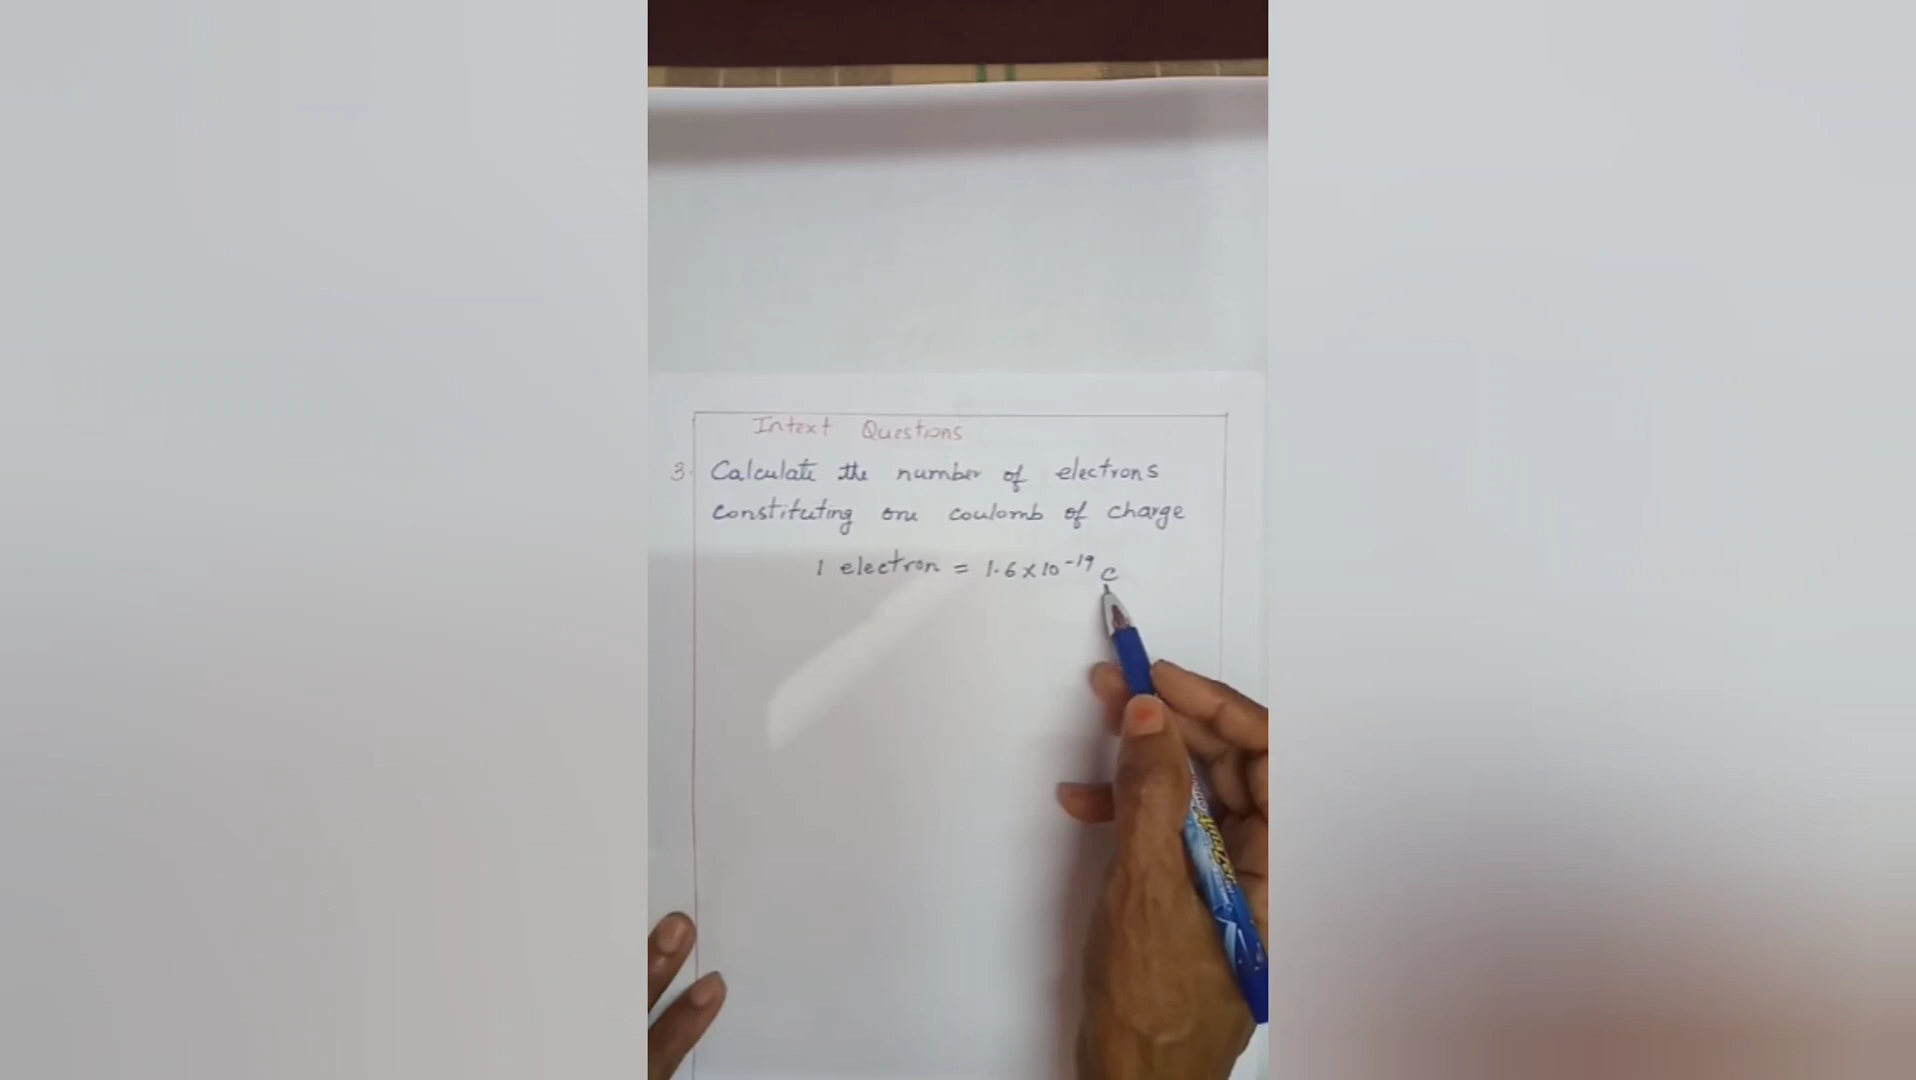 Intext Questions
3. Calculate the number of electrons
constituting one coulomb of charge
1 electron = 1.6 × 10⁻¹⁹ C